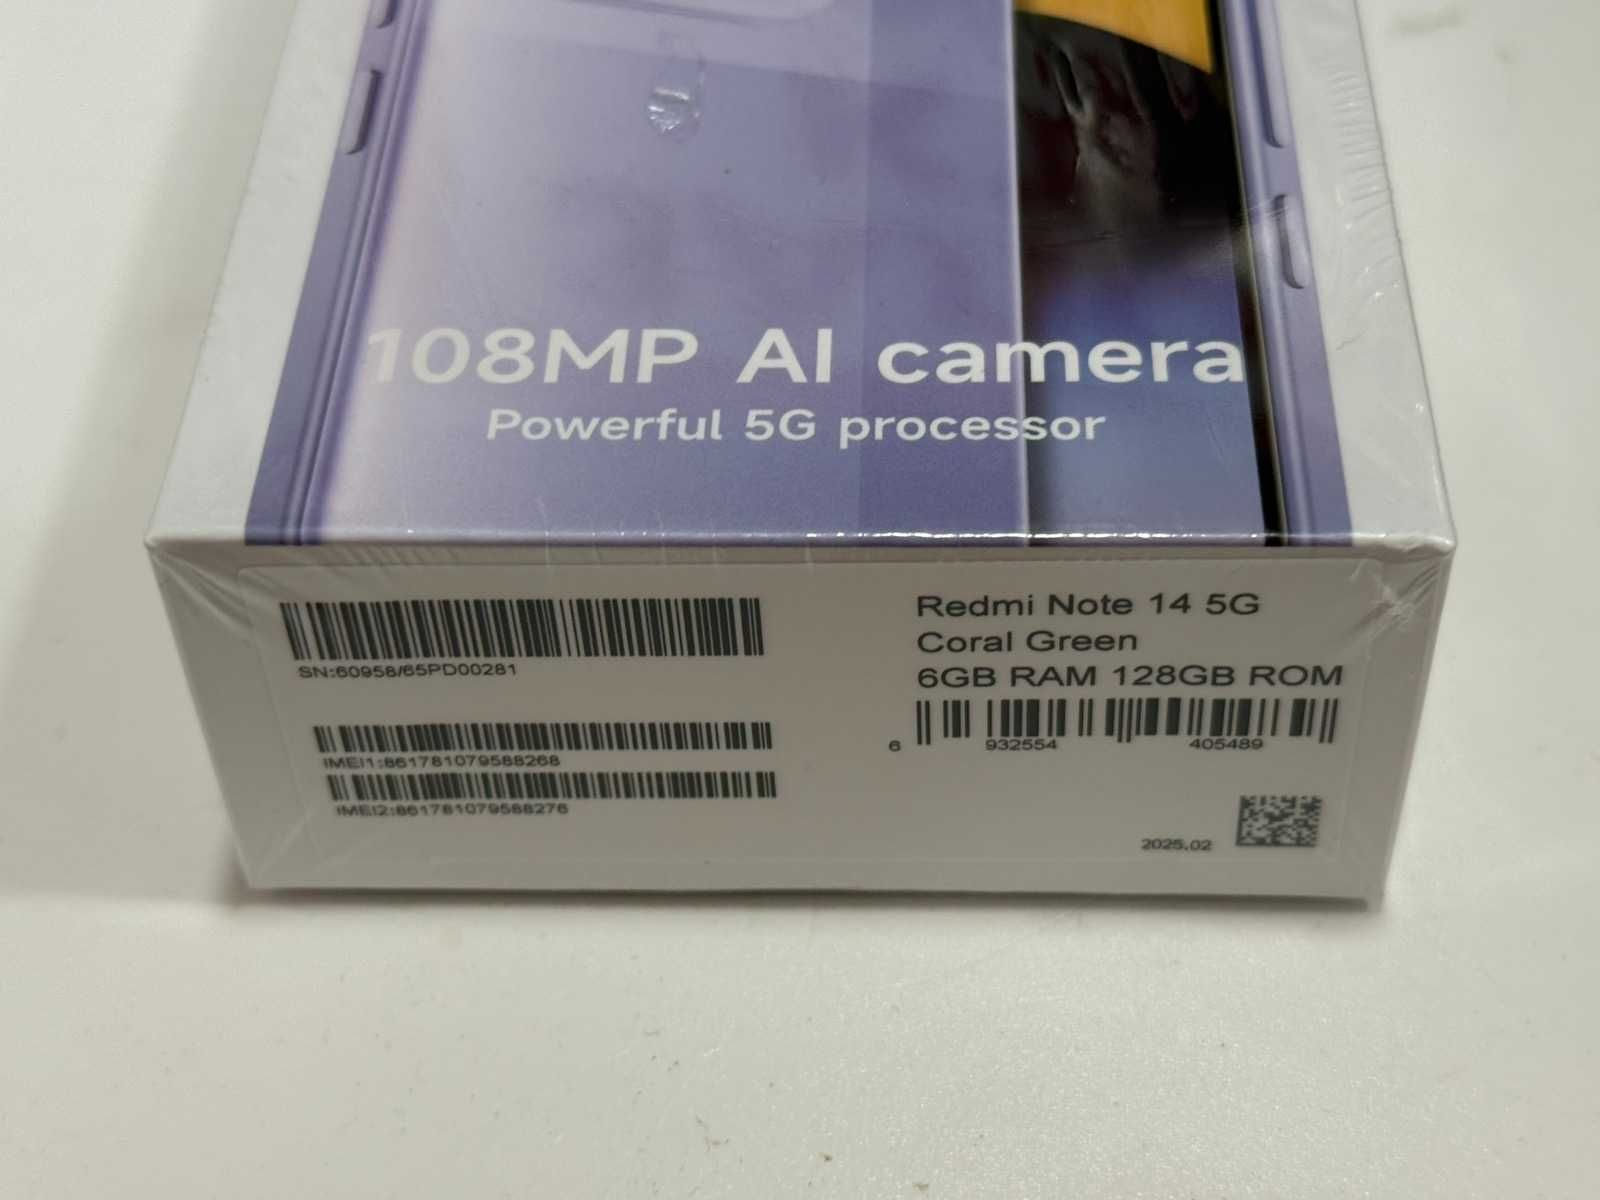 108MP AI camera
Powerful 5G processor
SN:60958/65PD00281
IMEI1:861781079588268
IMEI2:861781079588276
Redmi Note 14 5G
Coral Green
6GB RAM 128GB ROM
6 932554 405489
2025.02